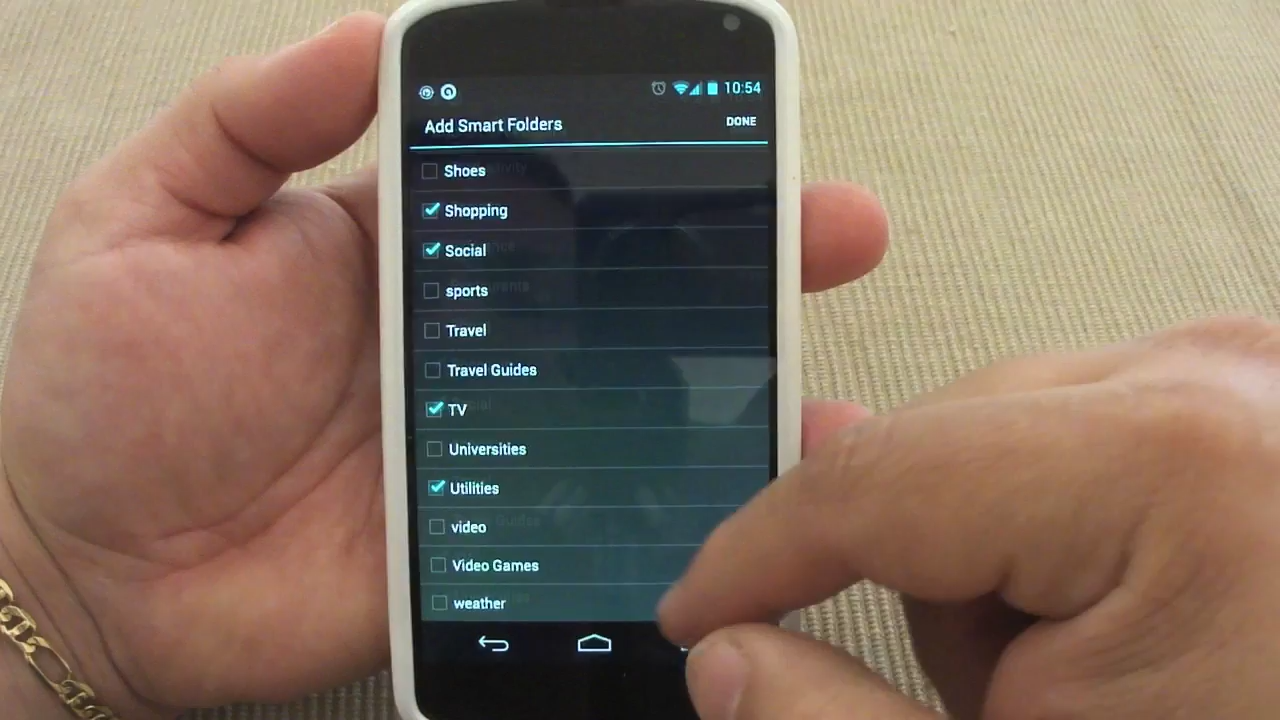 10:54
Add Smart Folders
DONE
Shoes
Shopping
Social
sports
Travel
Travel Guides
TV
Universities
Utilities
video
Video Games
weather